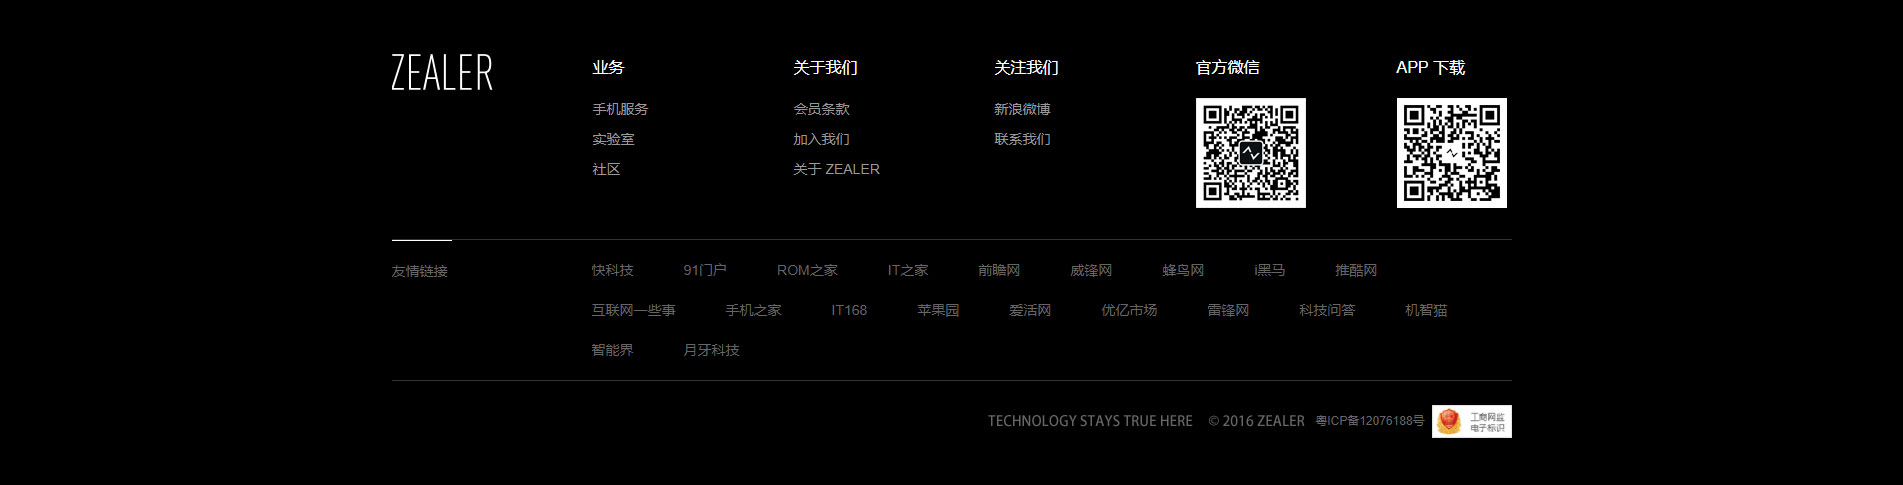 ZEALER
业务
手机服务
实验室
社区
关于我们
会员条款
加入我们
关于 ZEALER
关注我们
新浪微博
联系我们
官方微信
APP 下载
友情链接
快科技 91门户 ROM之家 IT之家 前瞻网 威锋网 蜂鸟网 i黑马 推酷网
互联网一些事 手机之家 IT168 苹果园 爱活网 优亿市场 雷锋网 科技问答 机智猫
智能界 月牙科技
TECHNOLOGY STAYS TRUE HERE © 2016 ZEALER 粤ICP备12076188号
工商网监
电子标识